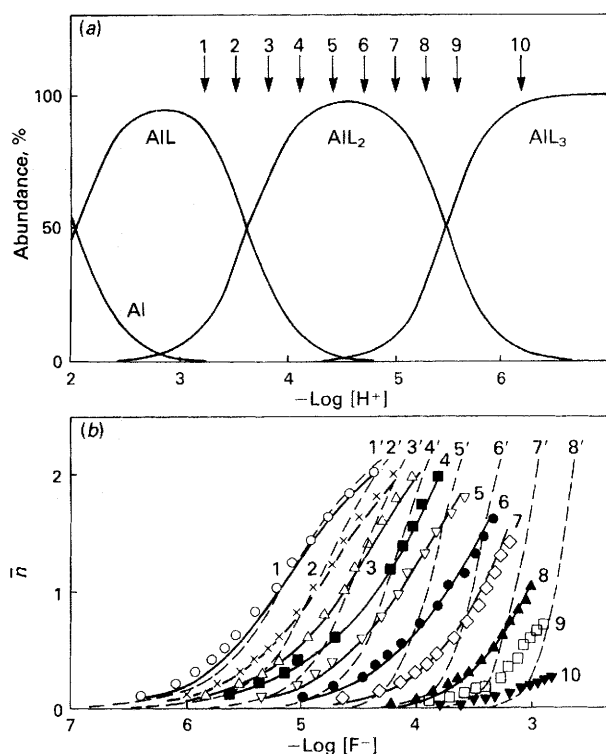 (a)
1 2 3 4 5 6 7 8 9 10
100
AlL AlL₂ AlL₃
Abundance, %
50
Al
0
2 3 4 5 6
−Log [H⁺]
(b)
1′ 2′ 3′ 4′ 5′ 6′ 7′ 8′
2
4
5
6
7
n̅
1
1 2 3
8
9
10
0
7 6 5 4 3
−Log [F⁻]